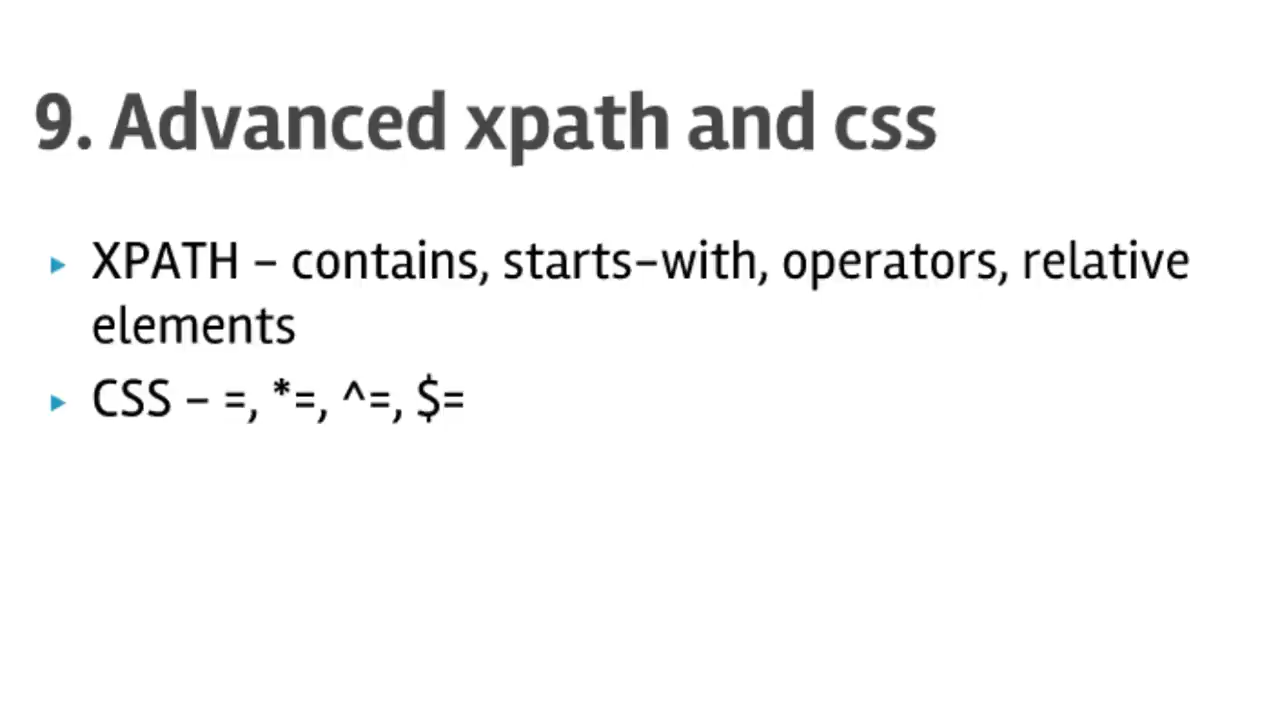 9. Advanced xpath and css
XPATH – contains, starts-with, operators, relative
elements
CSS – =, *=, ^=, $=